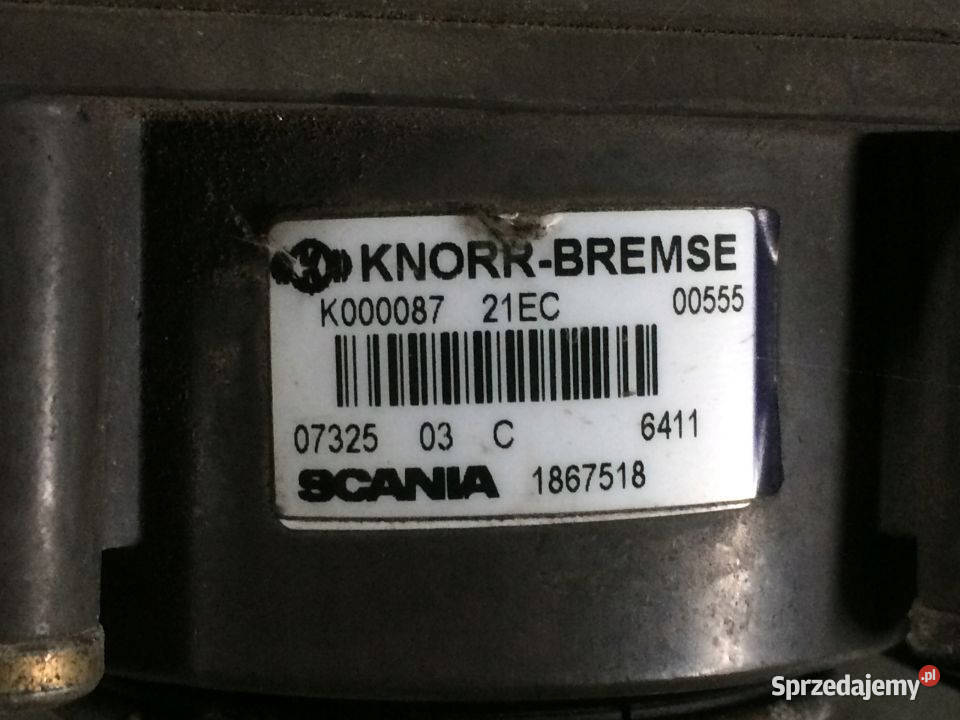 KNORR-BREMSE
K000087 21EC 00555
07325 03 C 6411
SCANIA 1867518
Sprzedajemy.pl